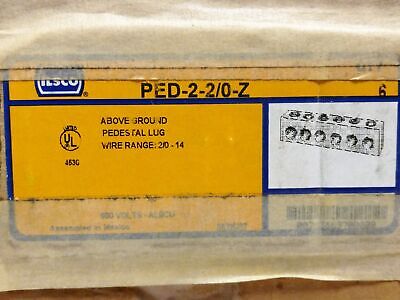 ILSCO ®
PED-2-2/0-Z 6
LISTED
UL ®
453G
ABOVE GROUND
PEDESTAL LUG
WIRE RANGE: 2/0 - 14
600 VOLTS - AL9CU
Assembled in Mexico